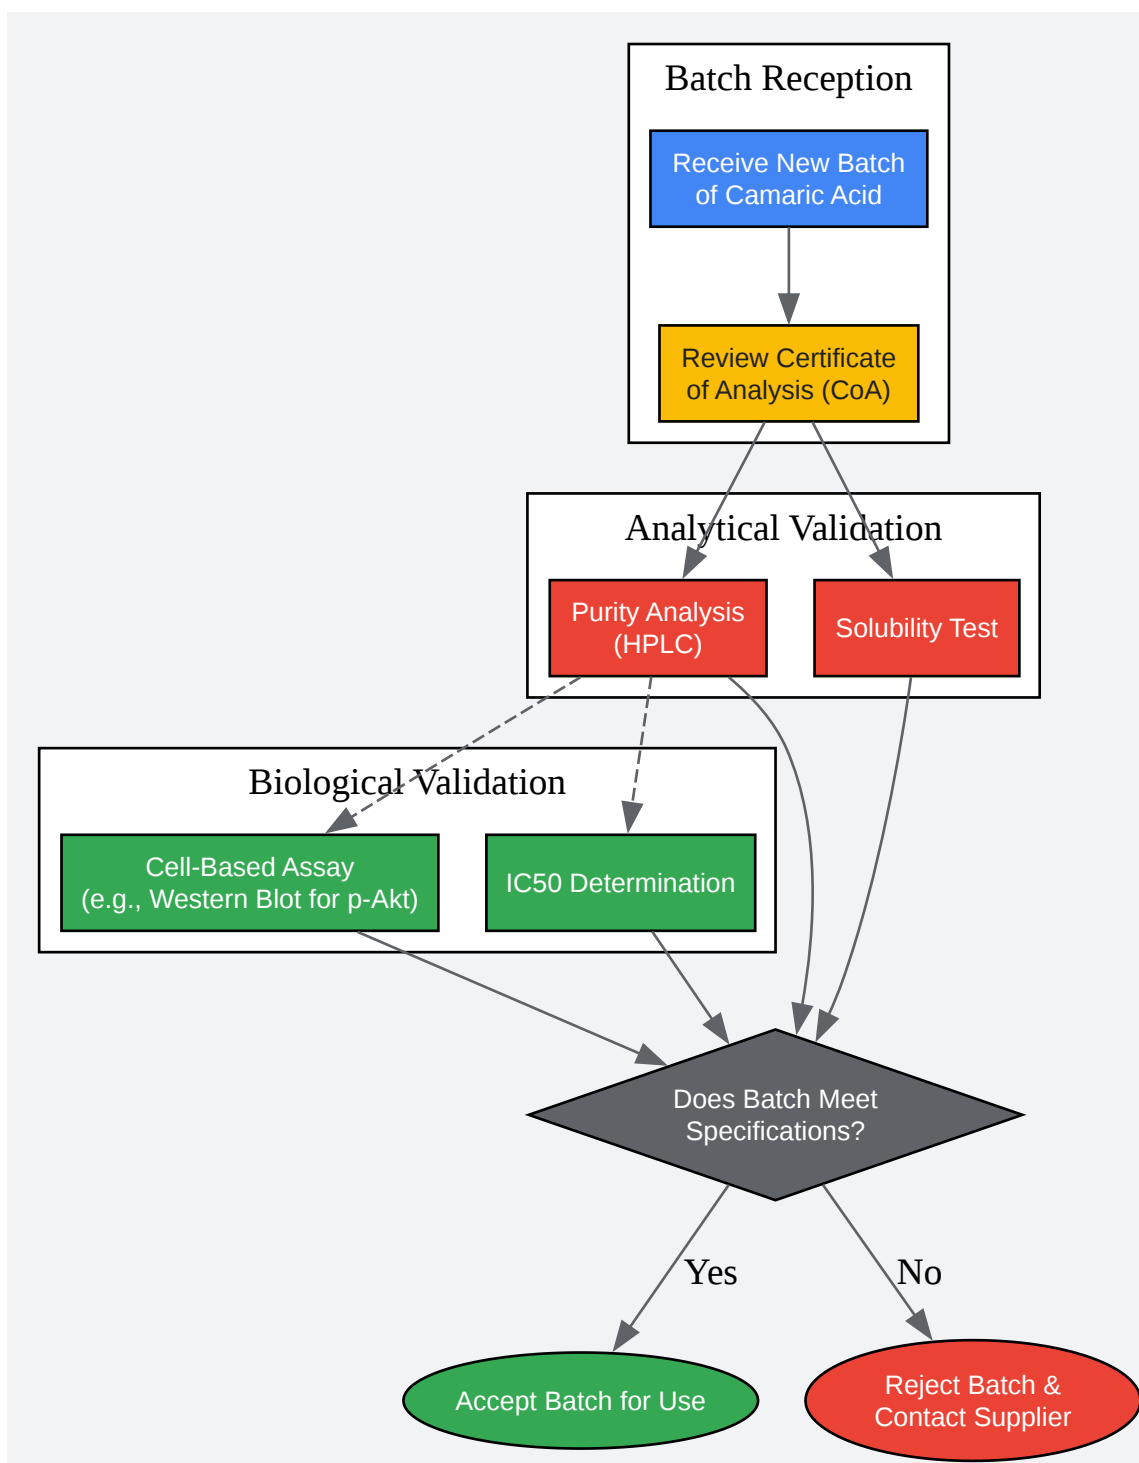 Batch Reception
Receive New Batch
of Camaric Acid
Review Certificate
of Analysis (CoA)
Analytical Validation
Purity Analysis
(HPLC)
Solubility Test
Biological Validation
Cell-Based Assay
(e.g., Western Blot for p-Akt)
IC50 Determination
Does Batch Meet
Specifications?
Yes
No
Accept Batch for Use
Reject Batch &
Contact Supplier